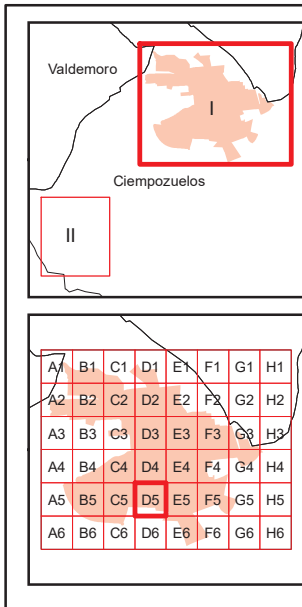 Valdemoro
I
Ciempozuelos
II
A1 B1 C1 D1 E1 F1 G1 H1
A2 B2 C2 D2 E2 F2 G2 H2
A3 B3 C3 D3 E3 F3 G3 H3
A4 B4 C4 D4 E4 F4 G4 H4
A5 B5 C5 D5 E5 F5 G5 H5
A6 B6 C6 D6 E6 F6 G6 H6